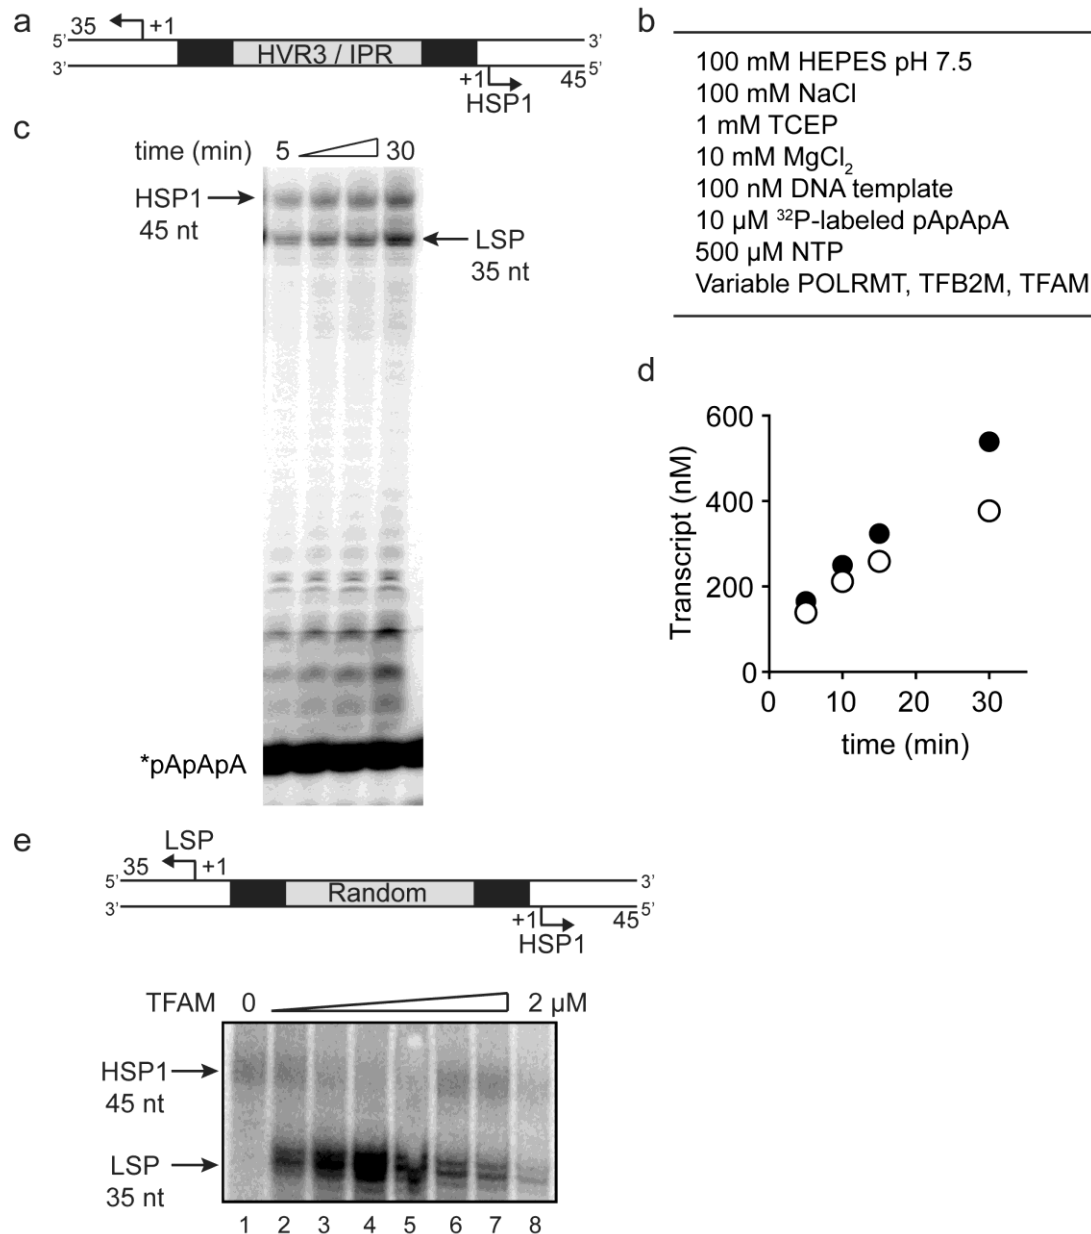 a
35
+1
5'
3'
HVR3 / IPR
3'
5'
+1
45
HSP1
b
100 mM HEPES pH 7.5
100 mM NaCl
1 mM TCEP
10 mM MgCl₂
100 nM DNA template
10 µM ³²P-labeled pApApA
500 µM NTP
Variable POLRMT, TFB2M, TFAM
c
time (min) 5 30
HSP1
45 nt
LSP
35 nt
*pApApA
d
600
400
200
0
Transcript (nM)
0 10 20 30
time (min)
e
LSP
35
+1
5'
3'
Random
3'
5'
+1
45
HSP1
TFAM 0 2 µM
HSP1
45 nt
LSP
35 nt
1 2 3 4 5 6 7 8